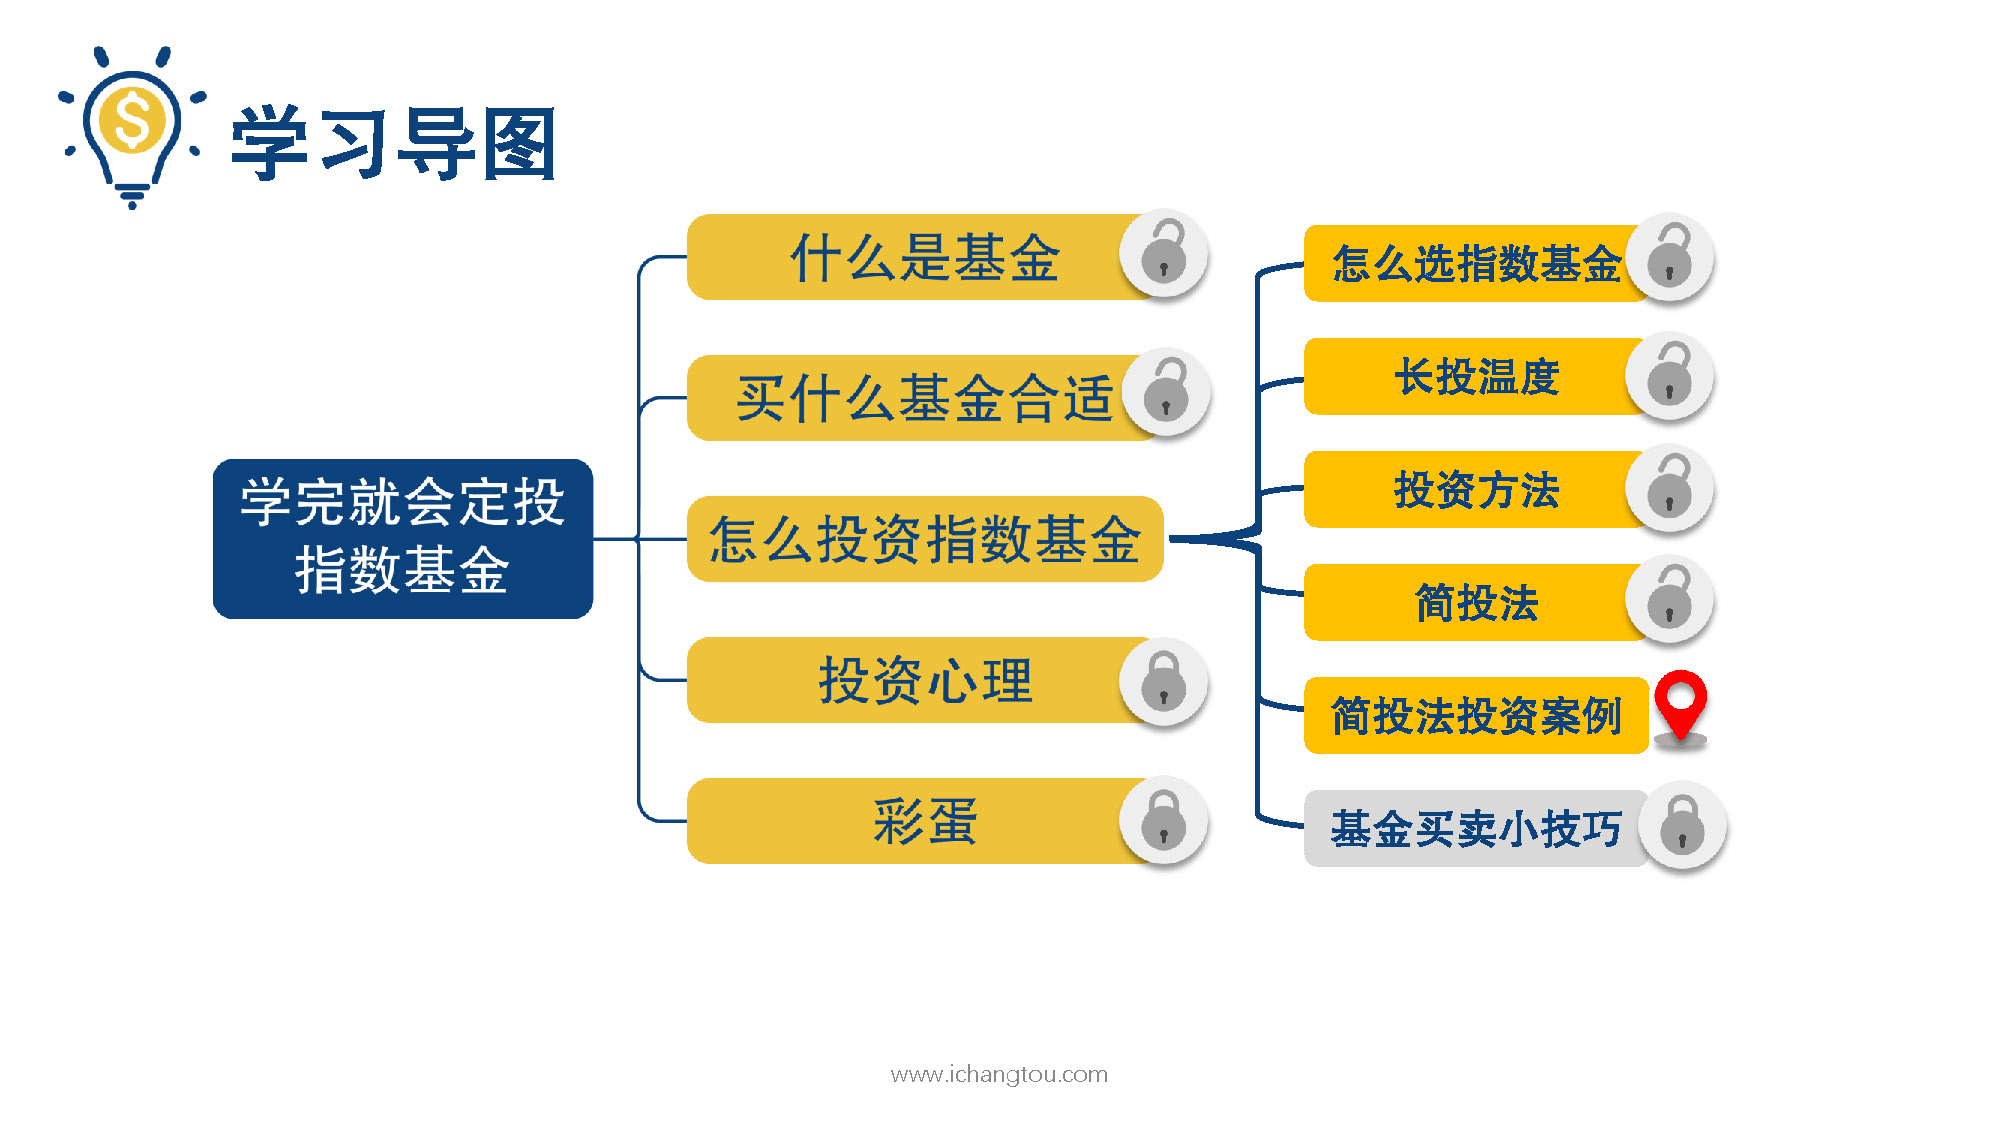 学习导图
学完就会定投
指数基金
什么是基金
买什么基金合适
怎么投资指数基金
投资心理
彩蛋
怎么选指数基金
长投温度
投资方法
简投法
简投法投资案例
基金买卖小技巧
www.ichangtou.com